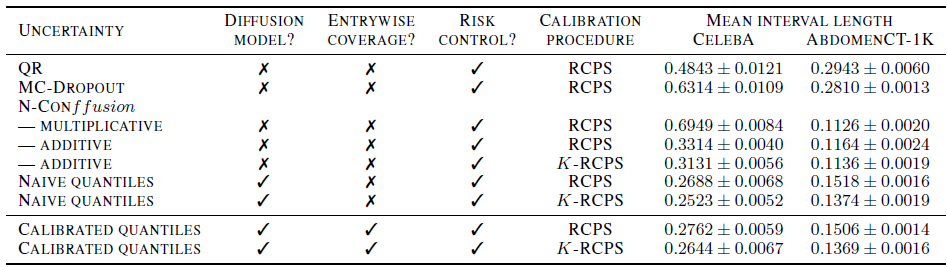 UNCERTAINTY DIFFUSION MODEL? ENTRYWISE COVERAGE? RISK CONTROL? CALIBRATION PROCEDURE MEAN INTERVAL LENGTH
CELEBA ABDOMENCT-1K
QR ✗ ✗ ✓ RCPS 0.4843 ± 0.0121 0.2943 ± 0.0060
MC-DROPOUT ✗ ✗ ✓ RCPS 0.6314 ± 0.0109 0.2810 ± 0.0013
N-CONffusion
— MULTIPLICATIVE ✗ ✗ ✓ RCPS 0.6949 ± 0.0084 0.1126 ± 0.0020
— ADDITIVE ✗ ✗ ✓ RCPS 0.3314 ± 0.0040 0.1164 ± 0.0024
— ADDITIVE ✗ ✗ ✓ K-RCPS 0.3131 ± 0.0056 0.1136 ± 0.0019
NAIVE QUANTILES ✓ ✗ ✓ RCPS 0.2688 ± 0.0068 0.1518 ± 0.0016
NAIVE QUANTILES ✓ ✗ ✓ K-RCPS 0.2523 ± 0.0052 0.1374 ± 0.0019
CALIBRATED QUANTILES ✓ ✓ ✓ RCPS 0.2762 ± 0.0059 0.1506 ± 0.0014
CALIBRATED QUANTILES ✓ ✓ ✓ K-RCPS 0.2644 ± 0.0067 0.1369 ± 0.0016